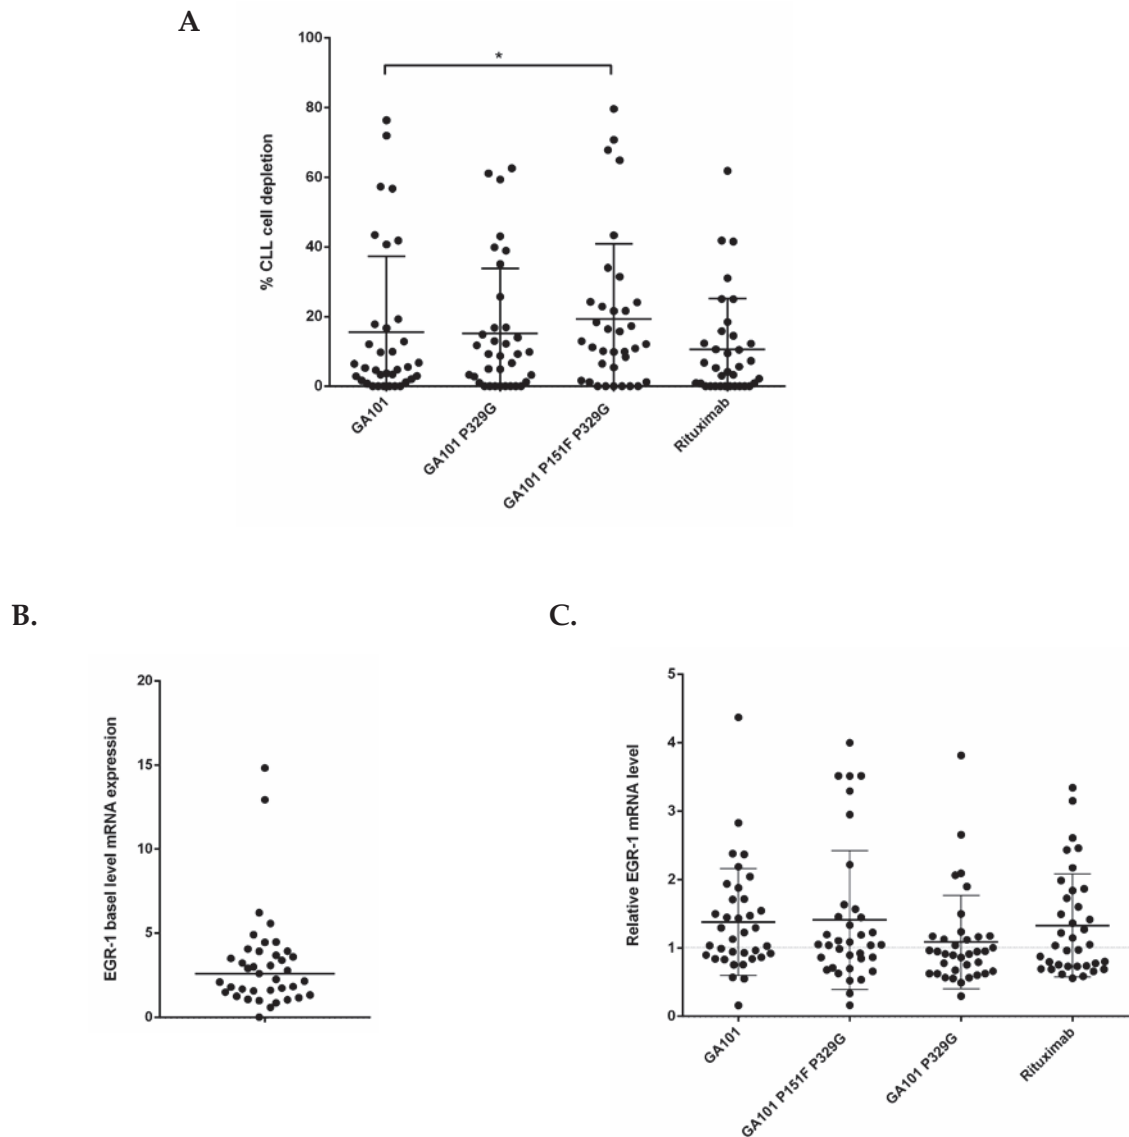 A
100
80
60
40
20
0
% CLL cell depletion
*
GA101
GA101 P329G
GA101 P151F P329G
Rituximab
B.
20
15
10
5
0
EGR-1 basel level mRNA expression
C.
5
4
3
2
1
0
Relative EGR-1 mRNA level
GA101
GA101 P151F P329G
GA101 P329G
Rituximab